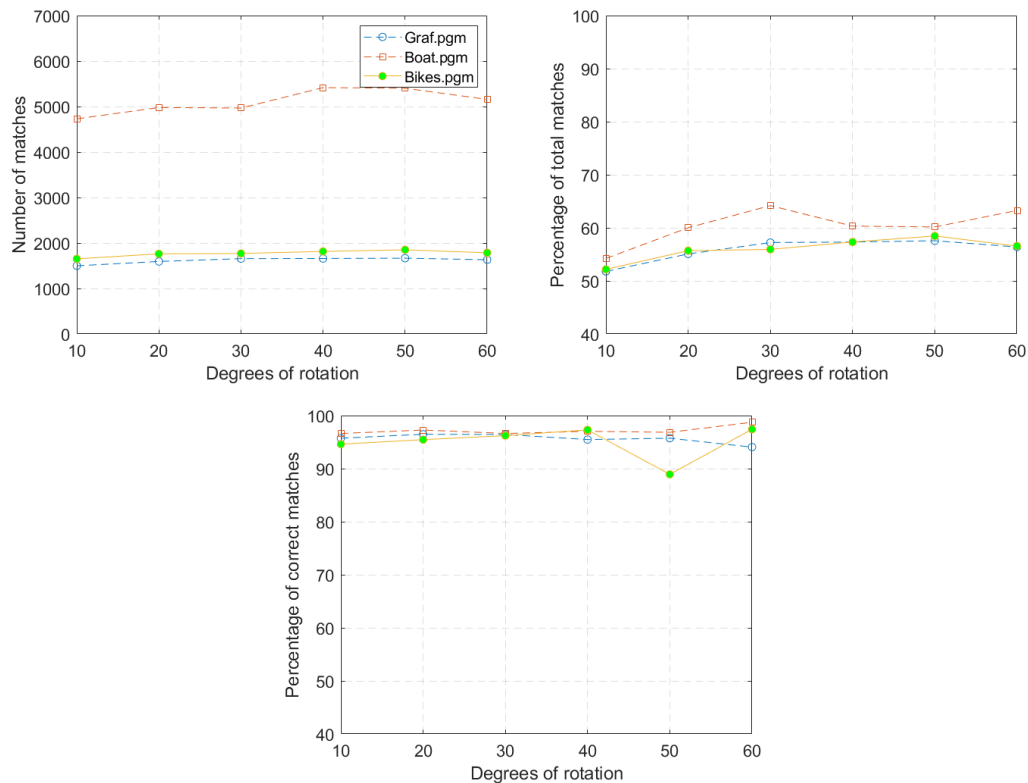 Number of matches
7000
6000
5000
4000
3000
2000
1000
0
10 20 30 40 50 60
Degrees of rotation
Graf.pgm
Boat.pgm
Bikes.pgm
Percentage of total matches
100
90
80
70
60
50
40
10 20 30 40 50 60
Degrees of rotation
Percentage of correct matches
100
90
80
70
60
50
40
10 20 30 40 50 60
Degrees of rotation